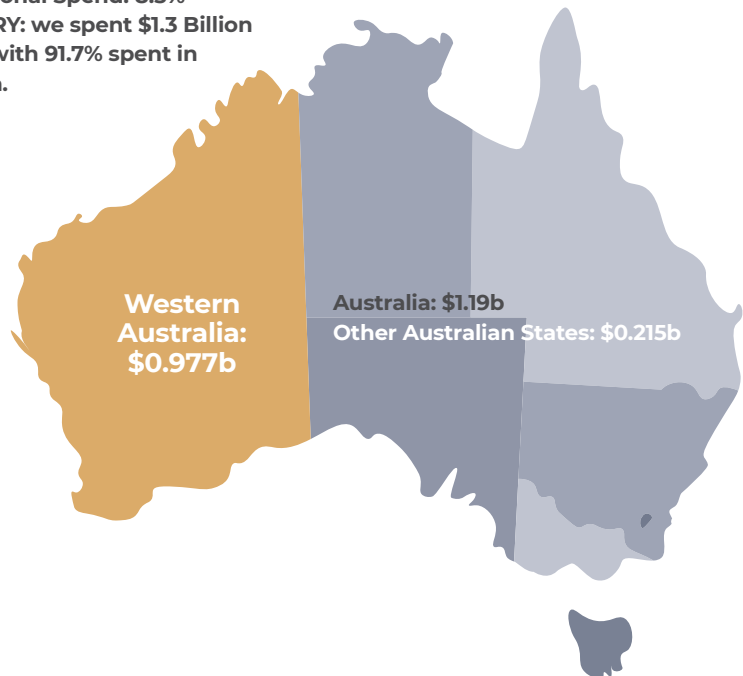 RY: we spent $1.3 Billion
with 91.7% spent in
Western
Australia:
$0.977b
Australia: $1.19b
Other Australian States: $0.215b